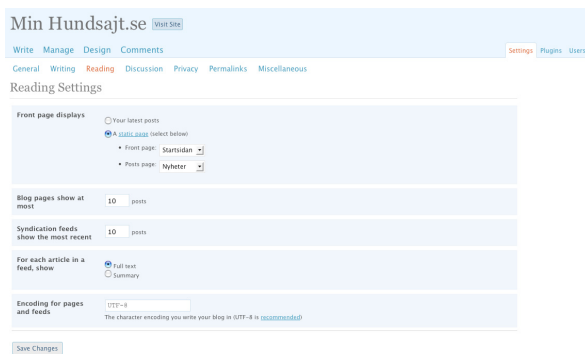 Min Hundsajt.se Visit Site
Write Manage Design Comments Settings Plugins Users
General Writing Reading Discussion Privacy Permalinks Miscellaneous
Reading Settings
Front page displays
Your latest posts
A static page (select below)
• Front page: Startsidan
• Posts page: Nyheter
Blog pages show at most
10 posts
Syndication feeds show the most recent
10 posts
For each article in a feed, show
Full text
Summary
Encoding for pages and feeds
UTF-8
The character encoding you write your blog in (UTF-8 is recommended)
Save Changes